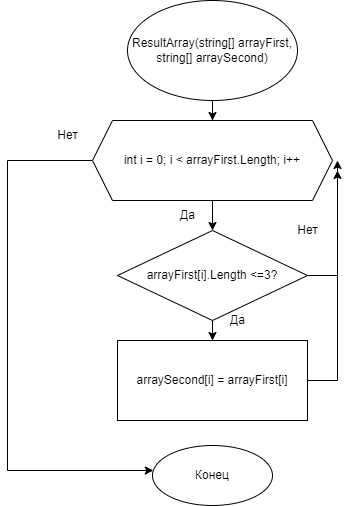 ResultArray(string[] arrayFirst,
string[] arraySecond)
Нет
int i = 0; i < arrayFirst.Length; i++
Да
Нет
arrayFirst[i].Length <=3?
Да
arraySecond[i] = arrayFirst[i]
Конец